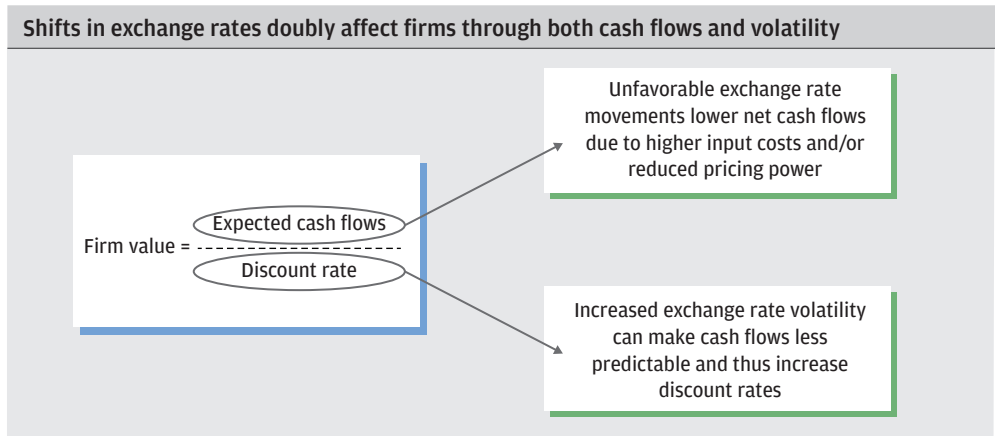 Shifts in exchange rates doubly affect firms through both cash flows and volatility
Unfavorable exchange rate
movements lower net cash flows
due to higher input costs and/or
reduced pricing power
Firm value =
Expected cash flows
Discount rate
Increased exchange rate volatility
can make cash flows less
predictable and thus increase
discount rates